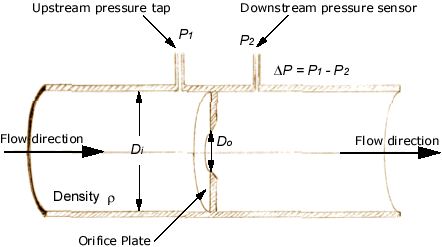 Upstream pressure tap
Downstream pressure sensor
P1
P2
ΔP = P1 - P2
Flow direction
Di
Do
Flow direction
Density ρ
Orifice Plate